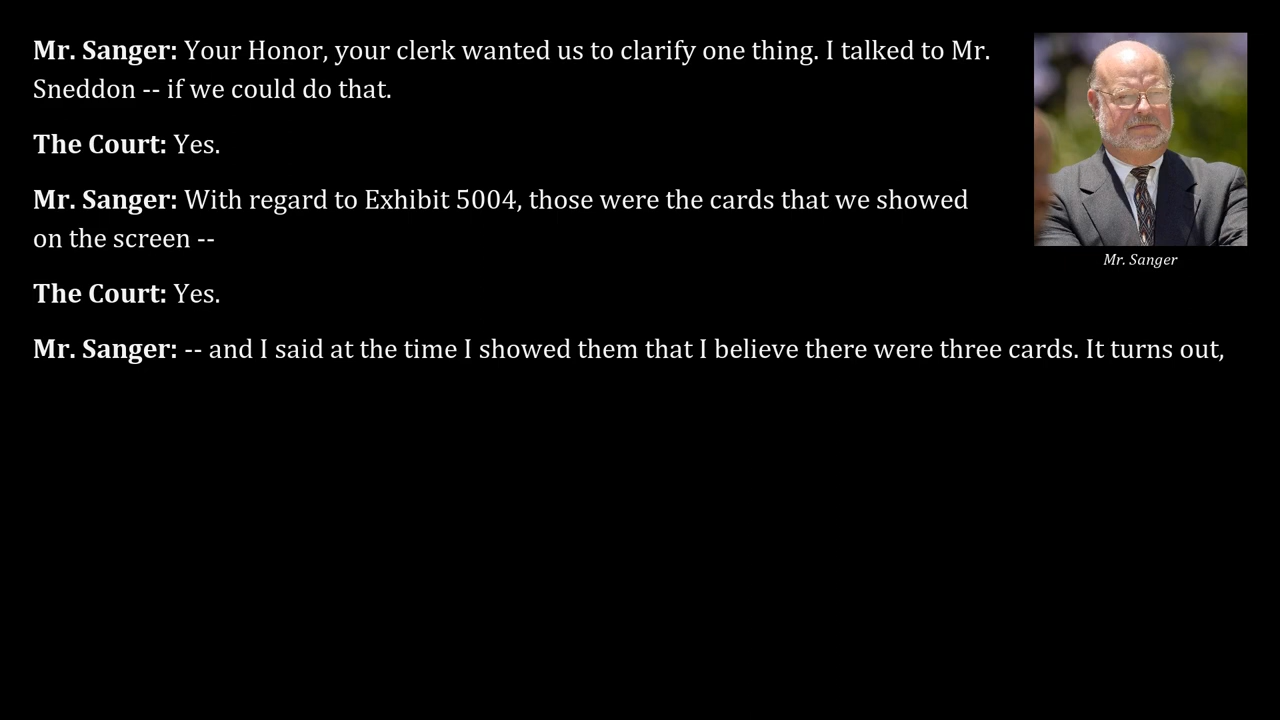 Mr. Sanger: Your Honor, your clerk wanted us to clarify one thing. I talked to Mr.
Sneddon -- if we could do that.
The Court: Yes.
Mr. Sanger: With regard to Exhibit 5004, those were the cards that we showed
on the screen --
Mr. Sanger
The Court: Yes.
Mr. Sanger: -- and I said at the time I showed them that I believe there were three cards. It turns out,